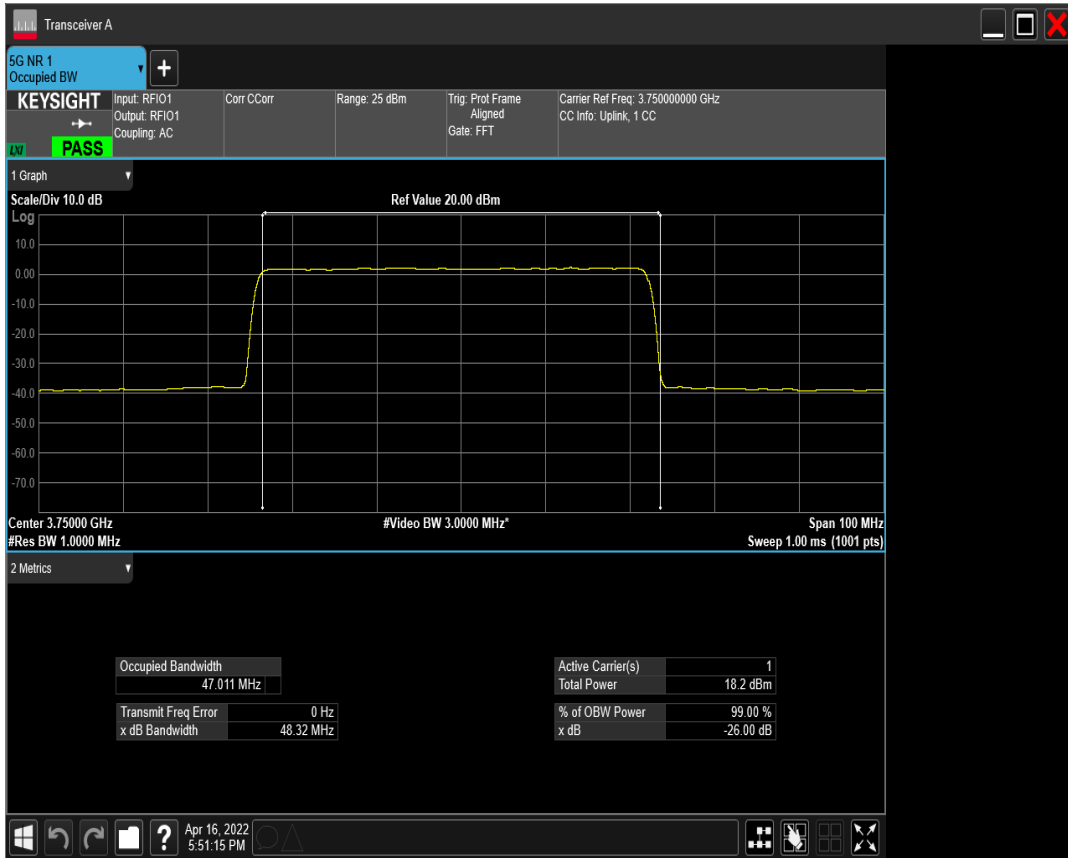 Transceiver A
5G NR 1
Occupied BW
KEYSIGHT
LXI
PASS
Input: RFIO1
Output: RFIO1
Coupling: AC
Corr CCorr
Range: 25 dBm
Trig: Prot Frame
Aligned
Gate: FFT
Carrier Ref Freq: 3.750000000 GHz
CC Info: Uplink, 1 CC
1 Graph
Scale/Div 10.0 dB
Ref Value 20.00 dBm
Log
10.0
0.00
-10.0
-20.0
-30.0
-40.0
-50.0
-60.0
-70.0
Center 3.75000 GHz
#Video BW 3.0000 MHz*
Span 100 MHz
#Res BW 1.0000 MHz
Sweep 1.00 ms (1001 pts)
2 Metrics
Occupied Bandwidth
47.011 MHz
Transmit Freq Error 0 Hz
x dB Bandwidth 48.32 MHz
Active Carrier(s) 1
Total Power 18.2 dBm
% of OBW Power 99.00 %
x dB -26.00 dB
?
Apr 16, 2022
5:51:15 PM